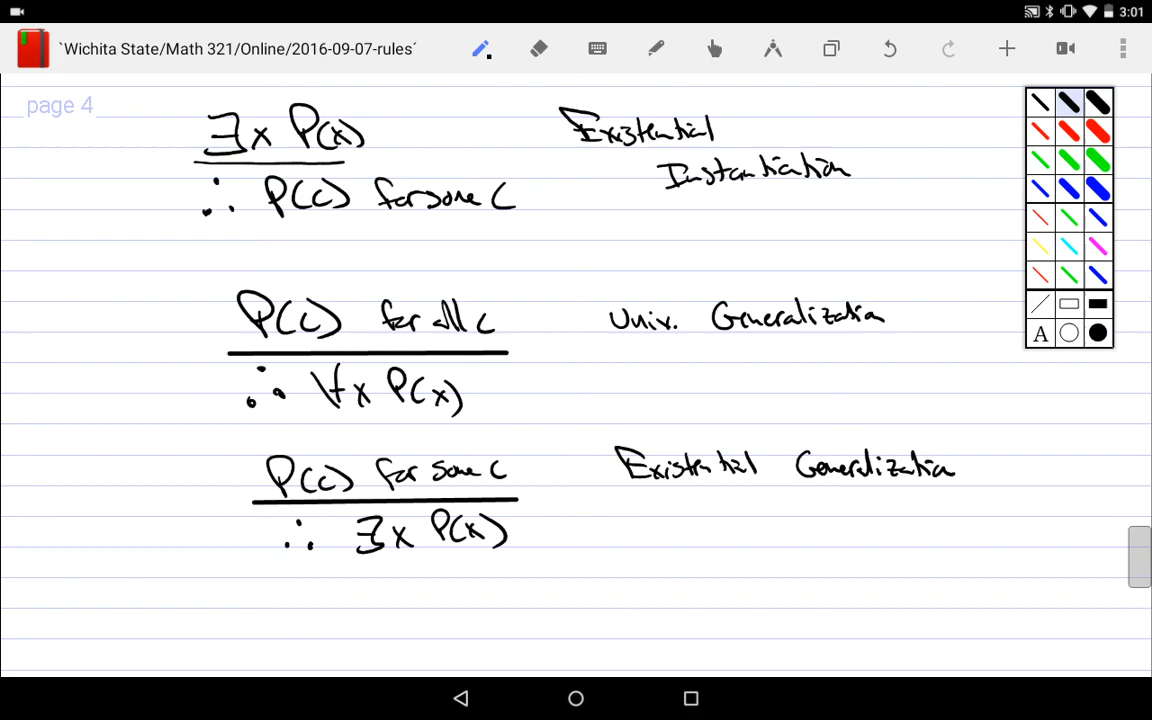 3:01
`Wichita State/Math 321/Online/2016-09-07-rules´
page 4
∃x P(x) Existential
Instantiation
∴ P(c) for some c
P(c) for all c Univ. Generalization
∴ ∀x P(x)
P(c) for some c Existential Generalization
∴ ∃x P(x)
A